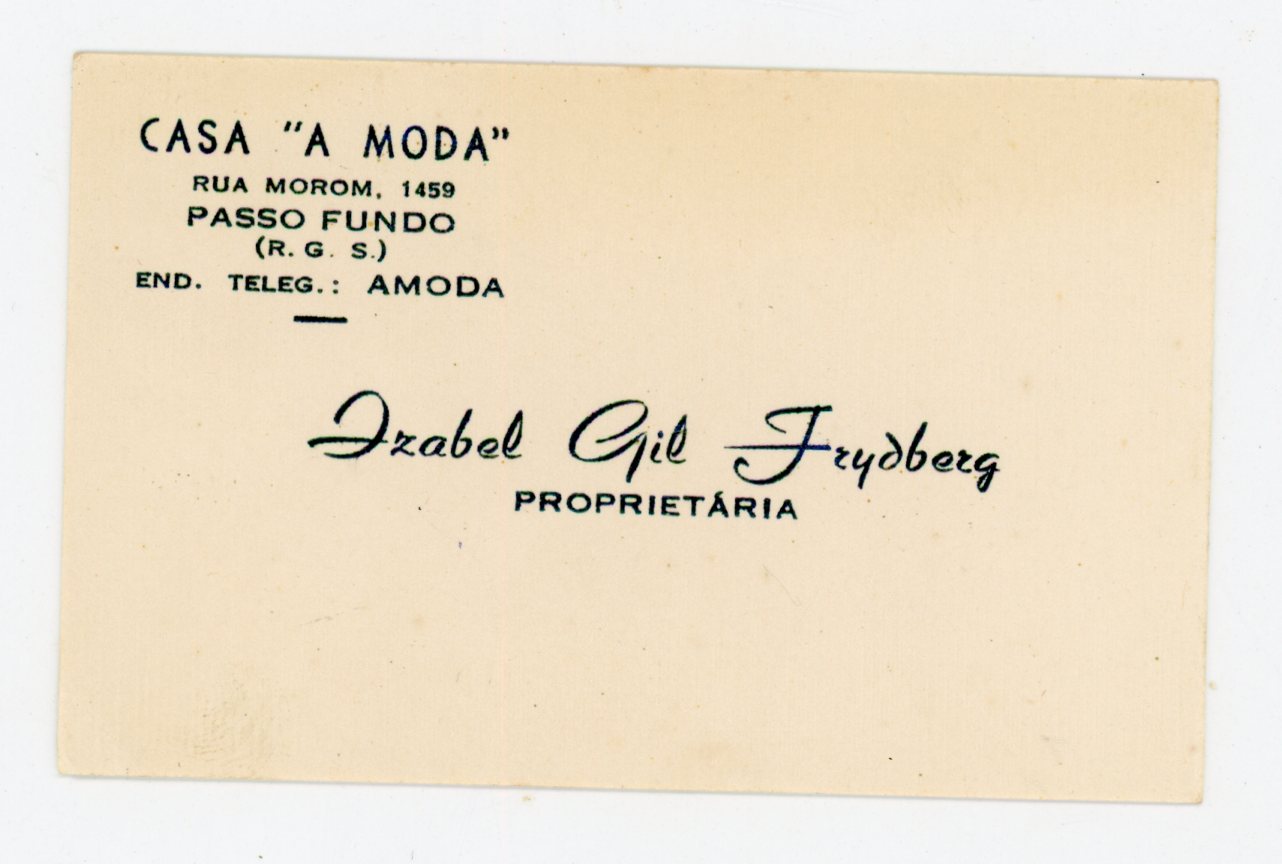 CASA "A MODA"
RUA MOROM, 1459
PASSO FUNDO
(R. G. S.)
END. TELEG.: AMODA
Izabel Gil Frydberg
PROPRIETÁRIA